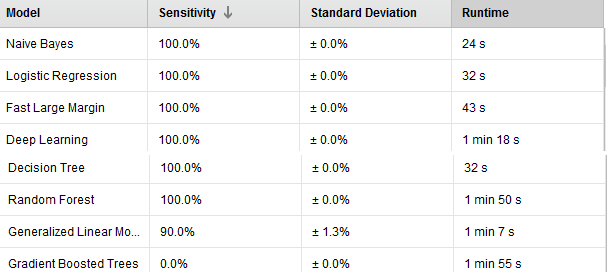 Model Sensitivity ↓ Standard Deviation Runtime
Naive Bayes 100.0% ± 0.0% 24 s
Logistic Regression 100.0% ± 0.0% 32 s
Fast Large Margin 100.0% ± 0.0% 43 s
Deep Learning 100.0% ± 0.0% 1 min 18 s
Decision Tree 100.0% ± 0.0% 32 s
Random Forest 100.0% ± 0.0% 1 min 50 s
Generalized Linear Mo... 90.0% ± 1.3% 1 min 7 s
Gradient Boosted Trees 0.0% ± 0.0% 1 min 55 s